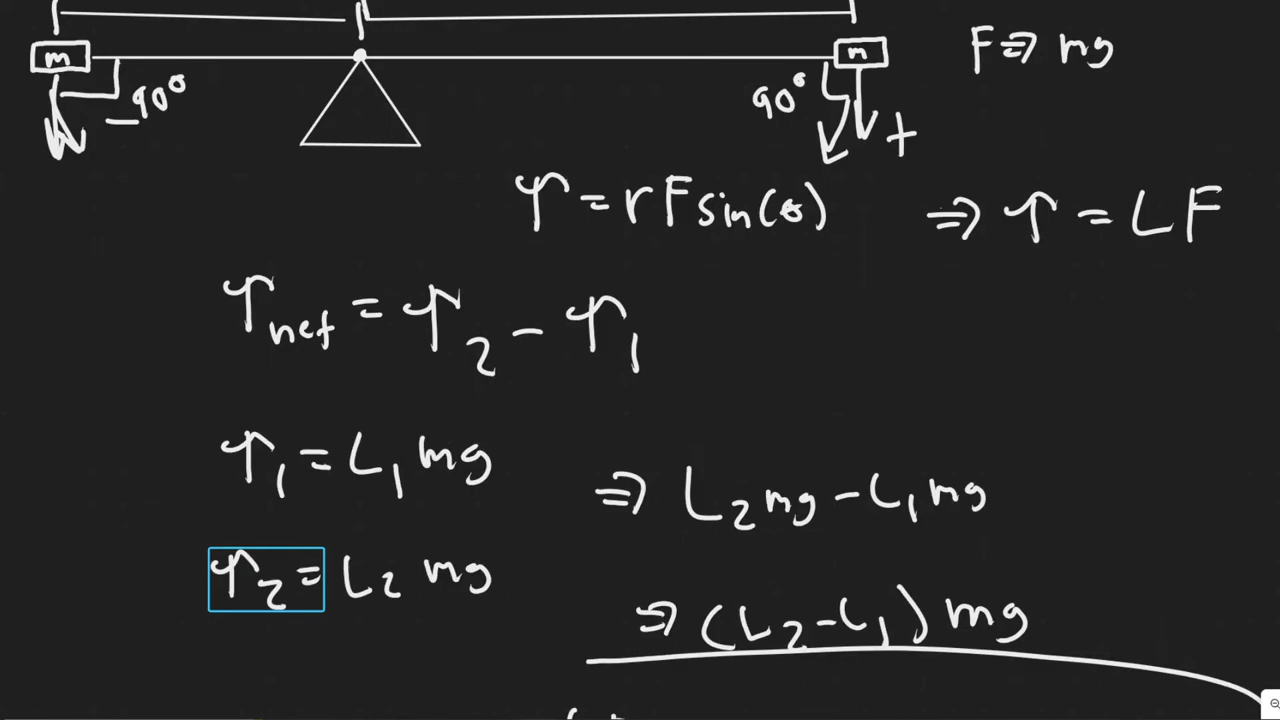 m m F ⇒ mg
-90° 90° +
τ = rFsin(θ) ⇒ τ = LF
τnet = τ₂ - τ₁
τ₁ = L₁mg
⇒ L₂mg - L₁mg
τ₂ = L₂mg
⇒ (L₂-L₁)mg